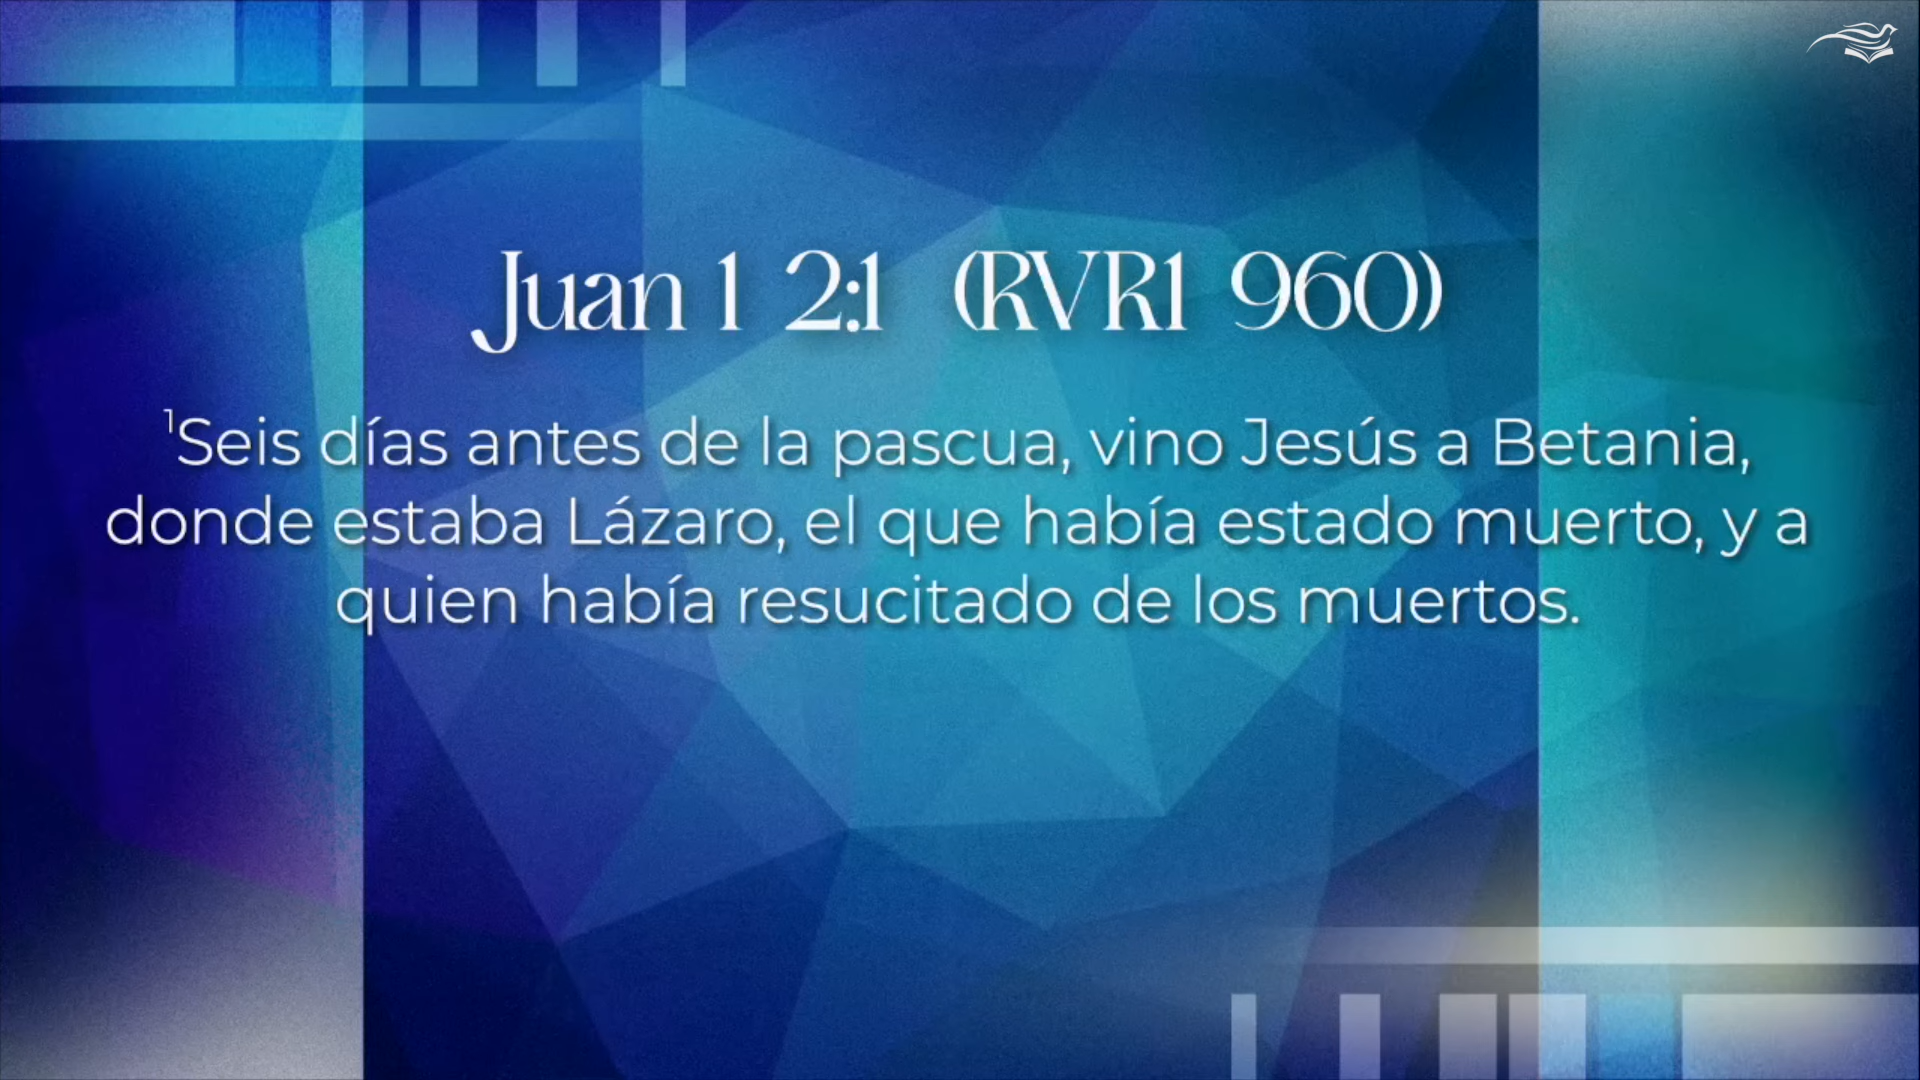 Juan 1 2:1 (RVR1 960)
¹Seis días antes de la pascua, vino Jesús a Betania,
donde estaba Lázaro, el que había estado muerto, y a
quien había resucitado de los muertos.